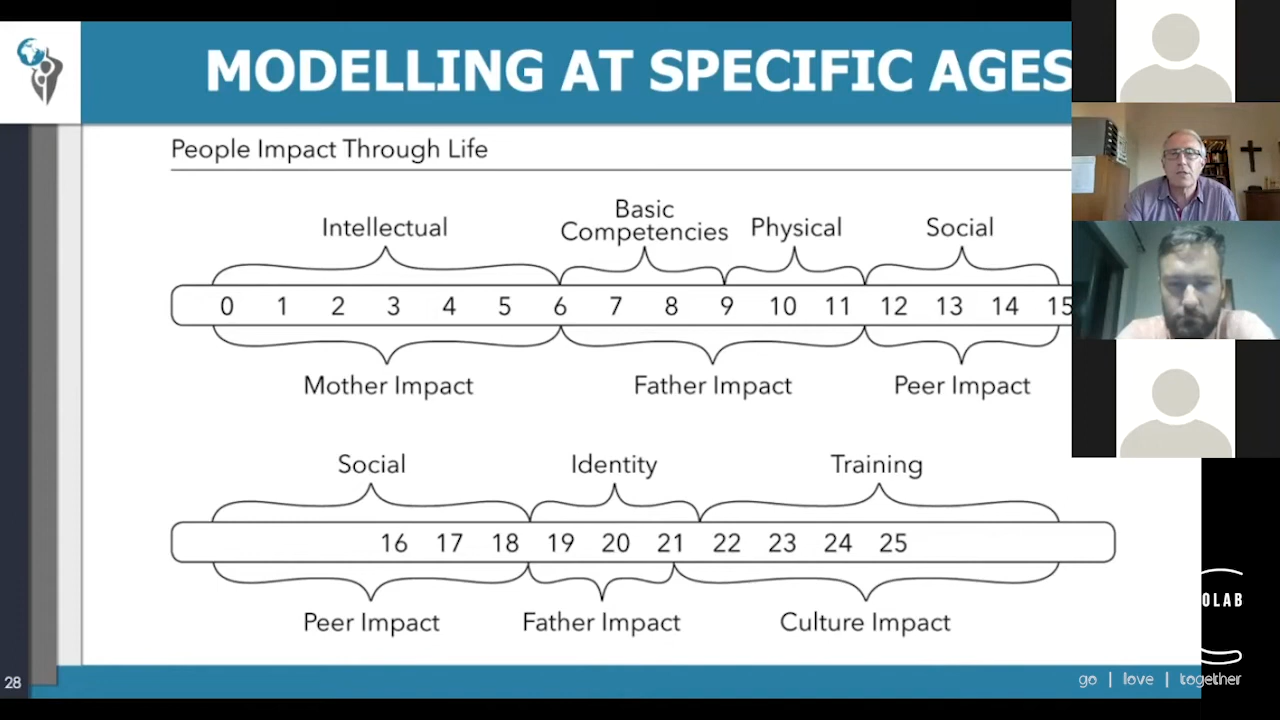 MODELLING AT SPECIFIC AGES
People Impact Through Life
Intellectual
Basic
Competencies
Physical
Social
0 1 2 3 4 5 6 7 8 9 10 11 12 13 14 15
Mother Impact
Father Impact
Peer Impact
Social
Identity
Training
16 17 18 19 20 21 22 23 24 25
Peer Impact
Father Impact
Culture Impact
OLAB
28
go | love | together